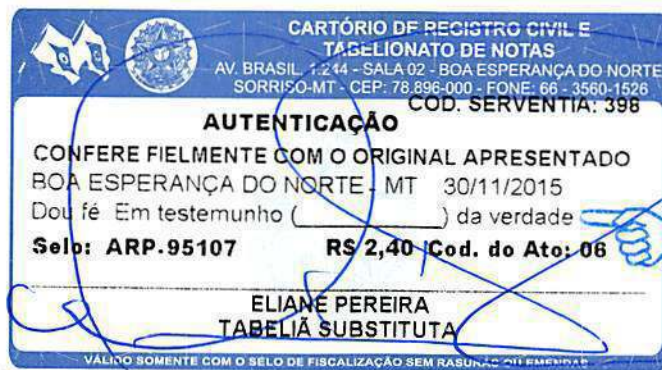 CARTÓRIO DE REGISTRO CIVIL E
TABELIONATO DE NOTAS
AV. BRASIL, 1.244 - SALA 02 - BOA ESPERANÇA DO NORTE
SORRISO-MT - CEP: 78.896-000 - FONE: 66 - 3560-1526
COD. SERVENTIA: 398
AUTENTICAÇÃO
CONFERE FIELMENTE COM O ORIGINAL APRESENTADO
BOA ESPERANÇA DO NORTE - MT 30/11/2015
Dou fé Em testemunho (________) da verdade
Selo: ARP-95107 R$ 2,40 Cod. do Ato: 06
ELIANE PEREIRA
TABELIÃ SUBSTITUTA
VÁLIDO SOMENTE COM O SELO DE FISCALIZAÇÃO SEM RASURAS OU EMENDAS